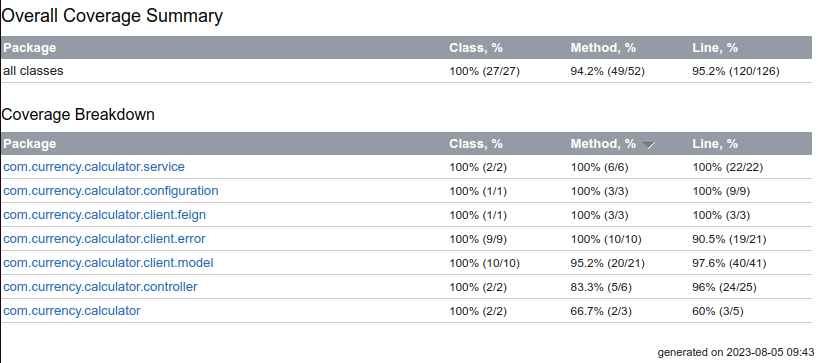 Overall Coverage Summary
Package Class, % Method, % Line, %
all classes 100% (27/27) 94.2% (49/52) 95.2% (120/126)
Coverage Breakdown
Package Class, % Method, % Line, %
com.currency.calculator.service 100% (2/2) 100% (6/6) 100% (22/22)
com.currency.calculator.configuration 100% (1/1) 100% (3/3) 100% (9/9)
com.currency.calculator.client.feign 100% (1/1) 100% (3/3) 100% (3/3)
com.currency.calculator.client.error 100% (9/9) 100% (10/10) 90.5% (19/21)
com.currency.calculator.client.model 100% (10/10) 95.2% (20/21) 97.6% (40/41)
com.currency.calculator.controller 100% (2/2) 83.3% (5/6) 96% (24/25)
com.currency.calculator 100% (2/2) 66.7% (2/3) 60% (3/5)
generated on 2023-08-05 09:43